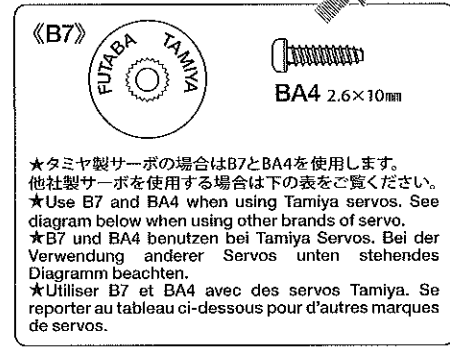 《B7》
FUTABA TAMIYA
BA4 2.6×10㎜
★タミヤ製サーボの場合はB7とBA4を使用します。
他社製サーボを使用する場合は下の表をご覧ください。
★Use B7 and BA4 when using Tamiya servos. See
diagram below when using other brands of servo.
★B7 und BA4 benutzen bei Tamiya Servos. Bei der
Verwendung anderer Servos unten stehendes
Diagramm beachten.
★Utiliser B7 et BA4 avec des servos Tamiya. Se
reporter au tableau ci-dessous pour d'autres marques
de servos.